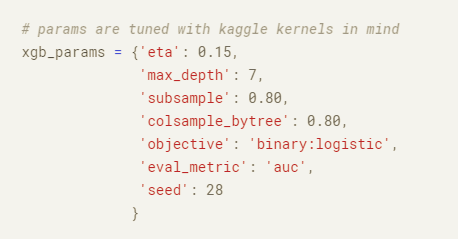 # params are tuned with kaggle kernels in mind
xgb_params = {'eta': 0.15,
              'max_depth': 7,
              'subsample': 0.80,
              'colsample_bytree': 0.80,
              'objective': 'binary:logistic',
              'eval_metric': 'auc',
              'seed': 28
             }